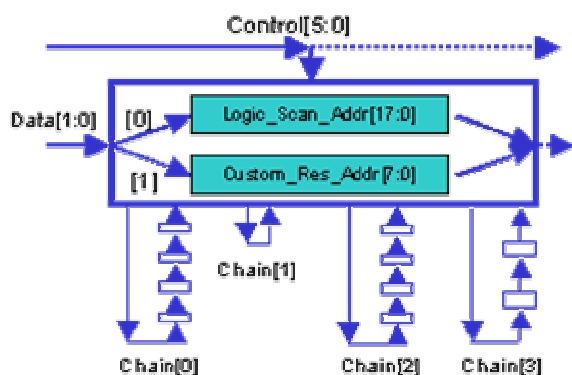 Control[5:0]
Data[1:0]
[0]
Logic_Scan_Addr[17:0]
[1]
Custom_Res_Addr[7:0]
Chain[1]
Chain[0]
Chain[2]
Chain[3]